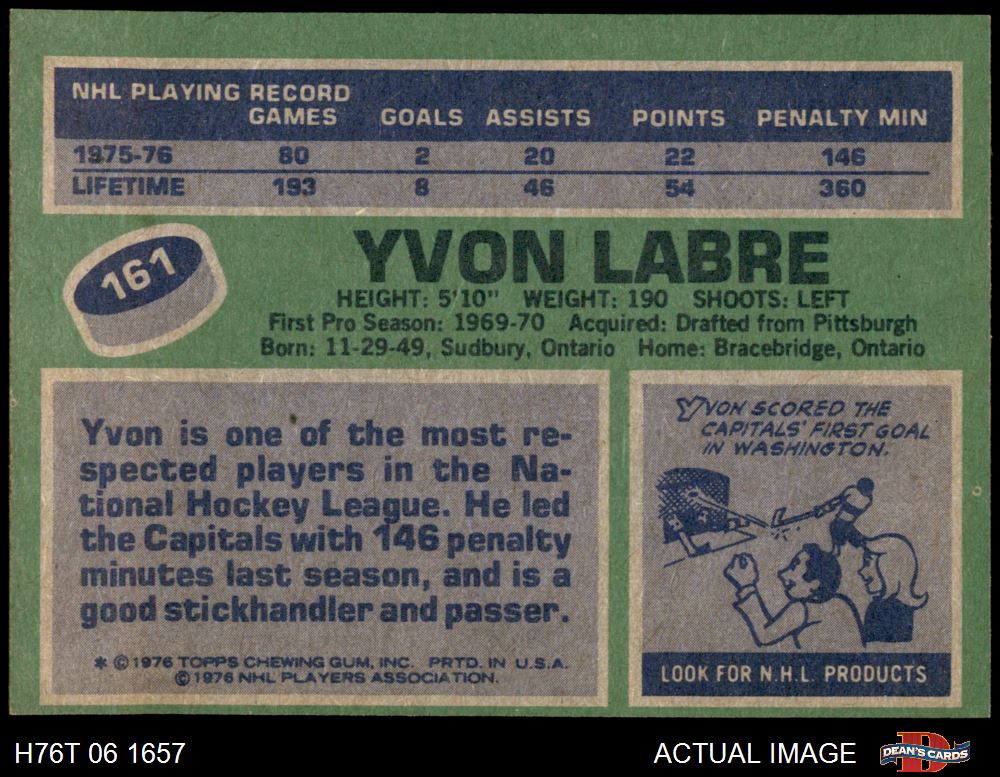 NHL PLAYING RECORD
GAMES GOALS ASSISTS POINTS PENALTY MIN
1975-76 80 2 20 22 146
LIFETIME 193 8 46 54 360
161
YVON LABRE
HEIGHT: 5'10" WEIGHT: 190 SHOOTS: LEFT
First Pro Season: 1969-70 Acquired: Drafted from Pittsburgh
Born: 11-29-49, Sudbury, Ontario Home: Bracebridge, Ontario
Yvon is one of the most re-
spected players in the Na-
tional Hockey League. He led
the Capitals with 146 penalty
minutes last season, and is a
good stickhandler and passer.
* © 1976 TOPPS CHEWING GUM, INC. PRTD. IN U.S.A.
© 1976 NHL PLAYERS ASSOCIATION.
YVON SCORED THE
CAPITALS' FIRST GOAL
IN WASHINGTON.
LOOK FOR N.H.L. PRODUCTS
H76T 06 1657
ACTUAL IMAGE
D
DEAN'S CARDS